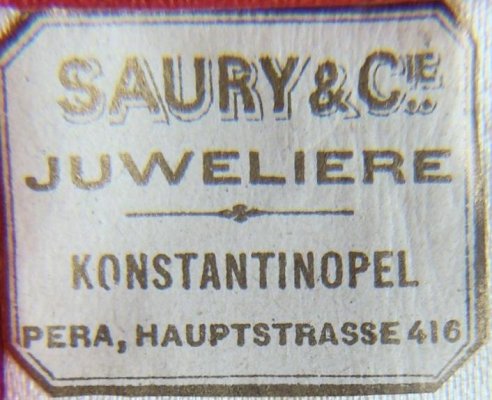 SAURY & CIE.
JUWELIERE
KONSTANTINOPEL
PERA, HAUPTSTRASSE 416